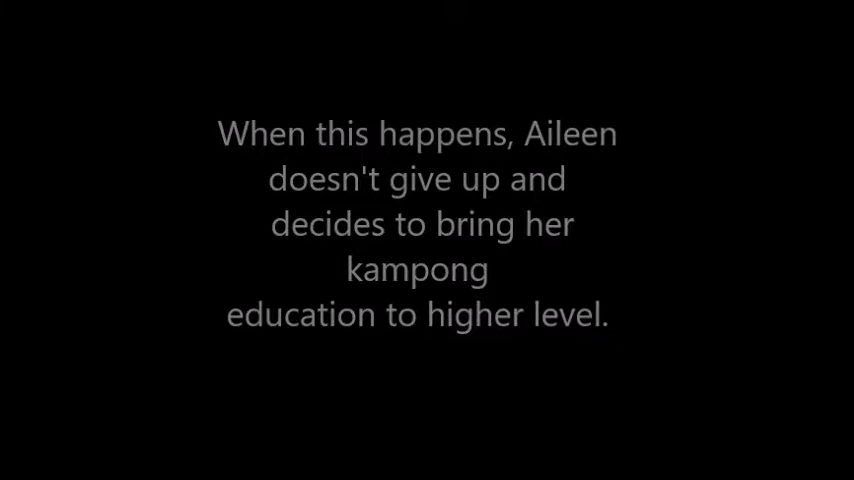 When this happens, Aileen
doesn't give up and
decides to bring her
kampong
education to higher level.